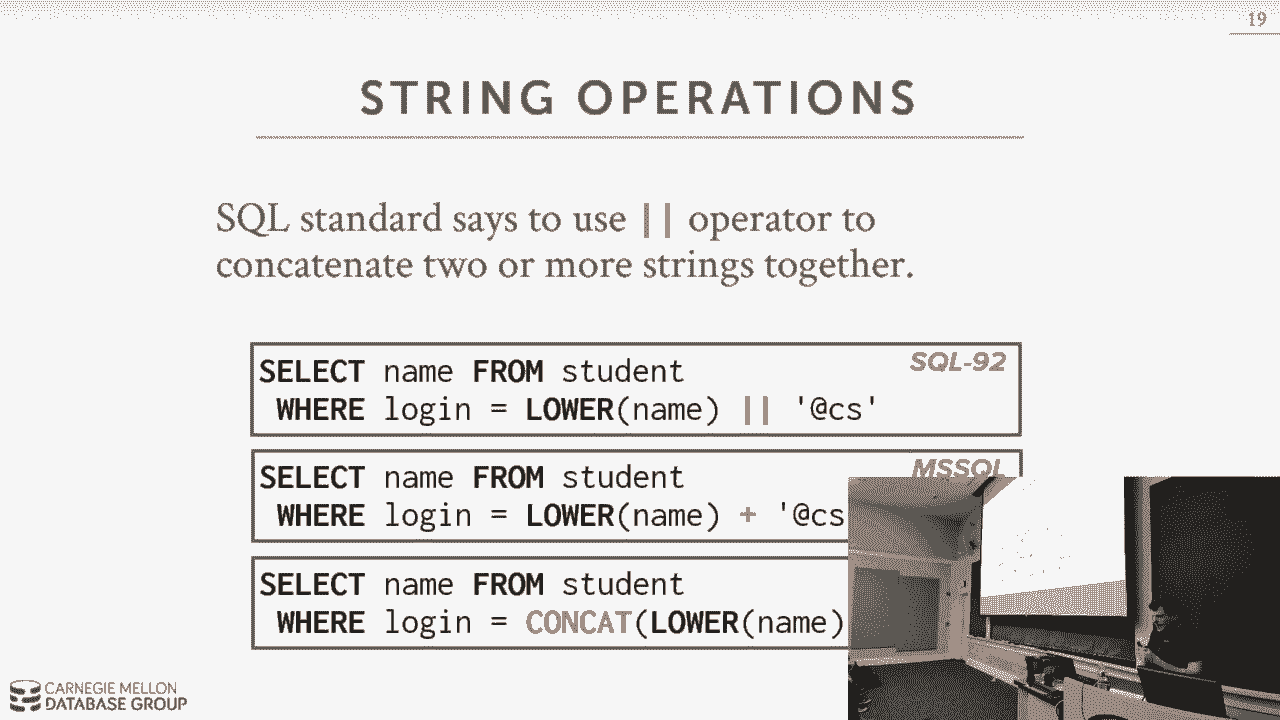 19
STRING OPERATIONS
SQL standard says to use || operator to
concatenate two or more strings together.
SQL-92
SELECT name FROM student
WHERE login = LOWER(name) || '@cs'
MSSQL
SELECT name FROM student
WHERE login = LOWER(name) + '@cs
SELECT name FROM student
WHERE login = CONCAT(LOWER(name)
CARNEGIE MELLON
DATABASE GROUP